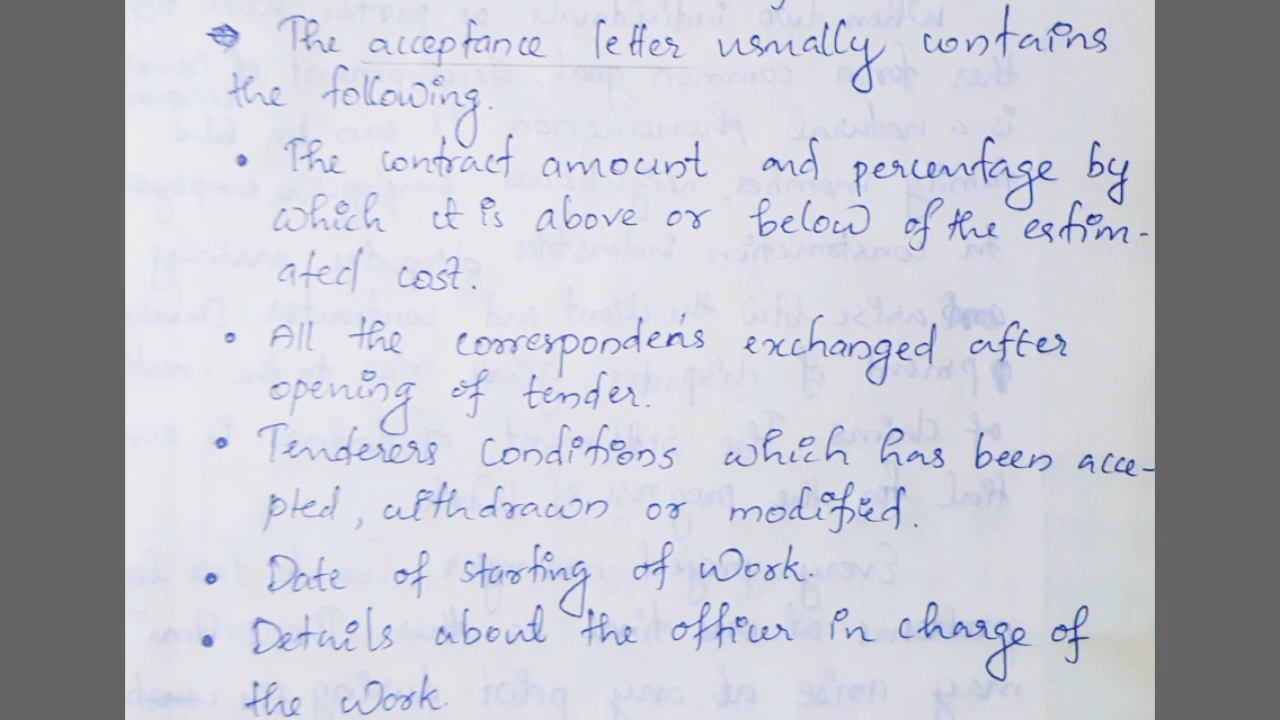 The acceptance letter usually contains
the following.
• The contract amount and percentage by
which it is above or below of the estim-
ated cost.
• All the correspondens exchanged after
opening of tender.
• Tenderers Conditions which has been acce-
pted, withdrawn or modified.
• Date of starting of work.
• Details about the officer in charge of
the work.